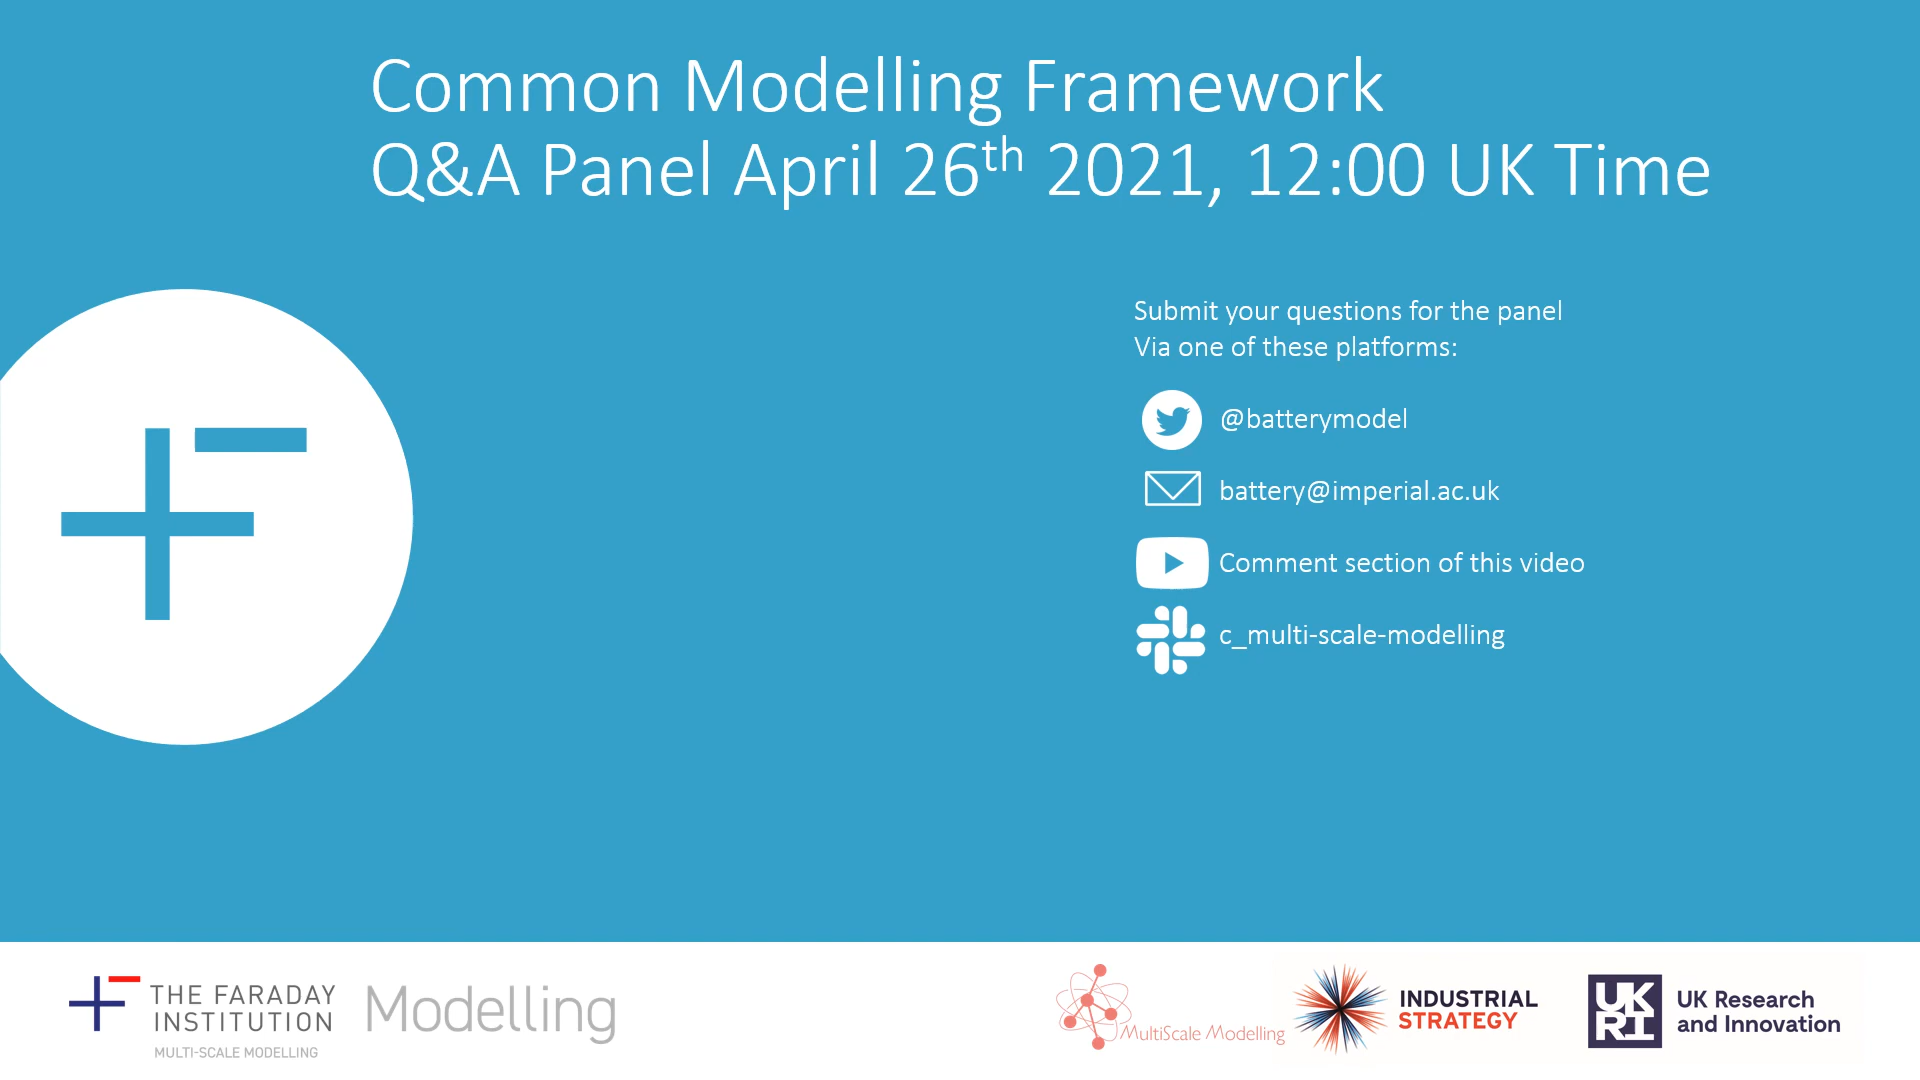 Common Modelling Framework
Q&A Panel April 26th 2021, 12:00 UK Time
Submit your questions for the panel
Via one of these platforms:
@batterymodel
battery@imperial.ac.uk
Comment section of this video
c_multi-scale-modelling
THE FARADAY
INSTITUTION
MULTI-SCALE MODELLING
Modelling
MultiScale Modelling
INDUSTRIAL
STRATEGY
UK
RI
UK Research
and Innovation